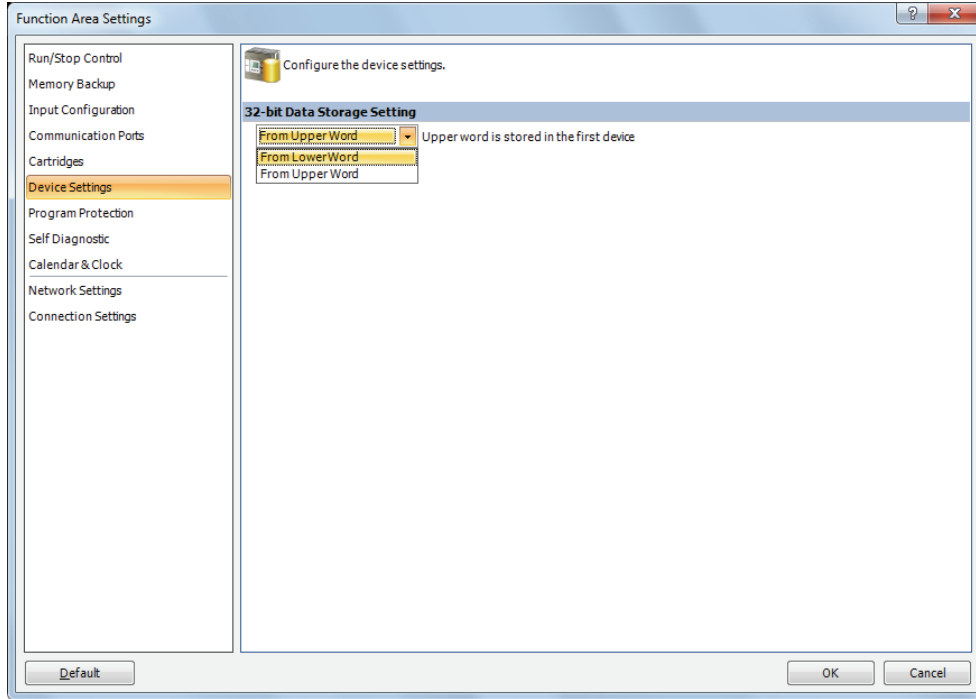 Function Area Settings
?
X
Run/Stop Control
Memory Backup
Input Configuration
Communication Ports
Cartridges
Device Settings
Program Protection
Self Diagnostic
Calendar & Clock
Network Settings
Connection Settings
Configure the device settings.
32-bit Data Storage Setting
From Upper Word Upper word is stored in the first device
From Lower Word
From Upper Word
Default
OK
Cancel